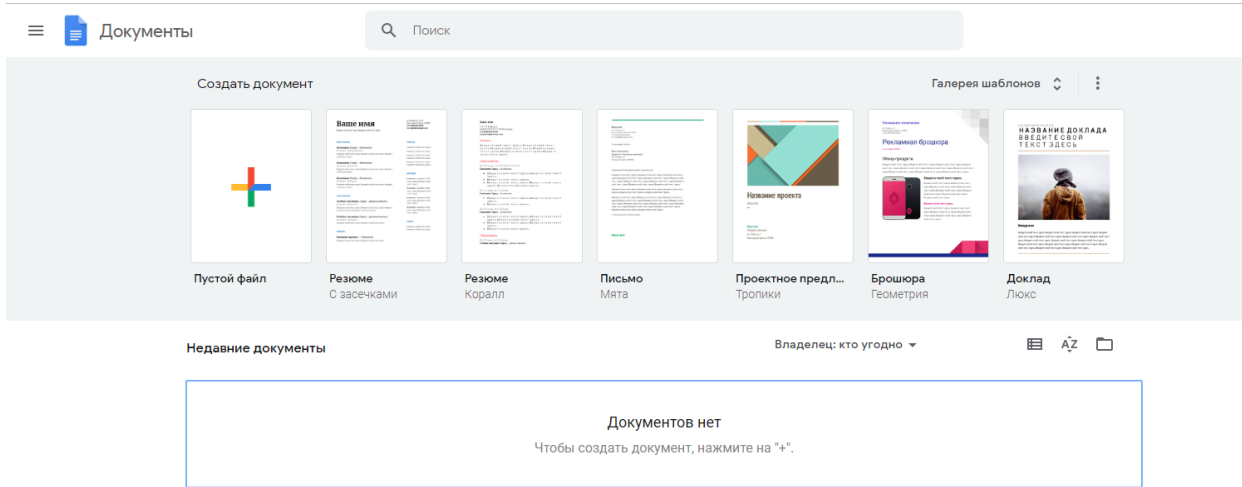 Документы
Поиск
Создать документ
Галерея шаблонов
Ваше имя
Название проекта
Рекламная брошюра
НАЗВАНИЕ ДОКЛАДА
ВВЕДИТЕ СВОЙ
ТЕКСТ ЗДЕСЬ
Пустой файл
Резюме
С засечками
Резюме
Коралл
Письмо
Мята
Проектное предл...
Тропики
Брошюра
Геометрия
Доклад
Люкс
Недавние документы
Владелец: кто угодно
AZ
Документов нет
Чтобы создать документ, нажмите на "+".